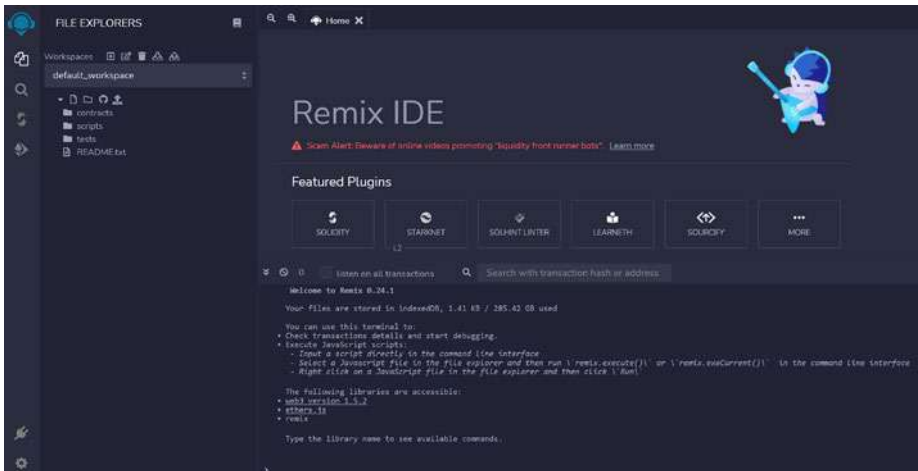 FILE EXPLORERS
Workspaces
default_workspace
contracts
scripts
tests
README.txt
Home
Remix IDE
Scam Alert: Beware of online videos promoting "liquidity front runner bots". Learn more
Featured Plugins
SOLIDITY
STARKNET
L2
SOLHINT LINTER
LEARNETH
SOURCIFY
MORE
0
listen on all transactions
Search with transaction hash or address
Welcome to Remix 0.24.1
Your files are stored in indexedDB, 1.41 KB / 285.42 GB used
You can use this terminal to:
• Check transactions details and start debugging.
• Execute JavaScript scripts:
- Input a script directly in the command line interface
- Select a Javascript file in the file explorer and then run \`remix.execute()\` or \`remix.exeCurrent()\` in the command line interface
- Right click on a JavaScript file in the file explorer and then click \`Run\`
The following libraries are accessible:
• web3 version 1.5.2
• ethers.js
• remix
Type the library name to see available commands.
>